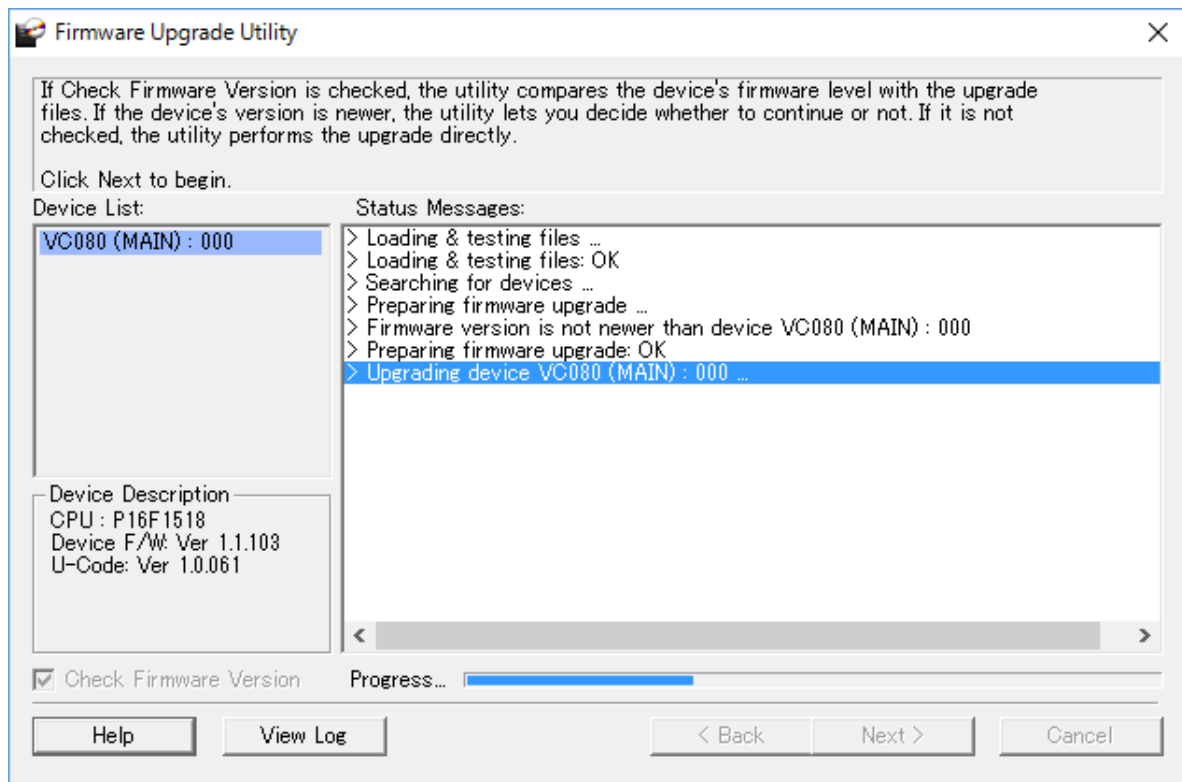 Firmware Upgrade Utility
If Check Firmware Version is checked, the utility compares the device's firmware level with the upgrade
files. If the device's version is newer, the utility lets you decide whether to continue or not. If it is not
checked, the utility performs the upgrade directly.
Click Next to begin.
Device List:
Status Messages:
VC080 (MAIN) : 000
> Loading & testing files ...
> Loading & testing files: OK
> Searching for devices ...
> Preparing firmware upgrade ...
> Firmware version is not newer than device VC080 (MAIN) : 000
> Preparing firmware upgrade: OK
> Upgrading device VC080 (MAIN) : 000 ...
Device Description
CPU : P16F1518
Device F/W: Ver 1.1.103
U-Code: Ver 1.0.061
Check Firmware Version
Progress...
Help
View Log
< Back
Next >
Cancel